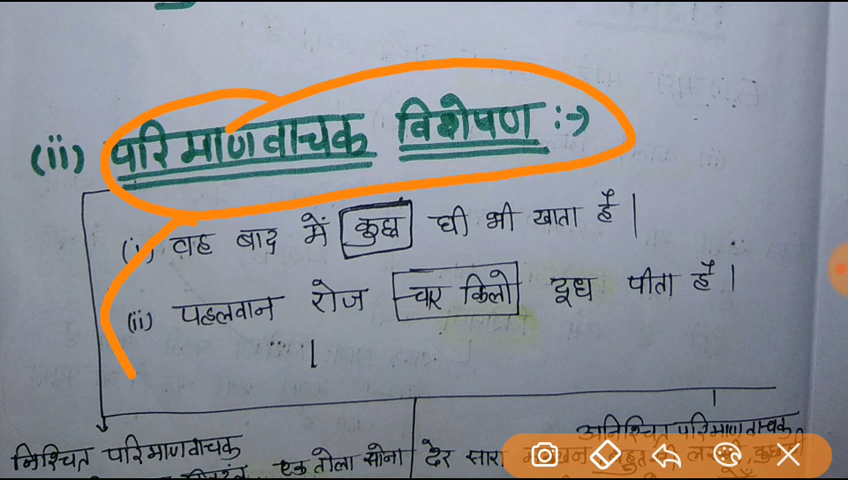 (ii) परिमाणवाचक विशेषण :→
(i) वह बाद में कुछ घी भी खाता है |
(ii) पहलवान रोज चार किलो दूध पीता है |
निश्चित परिमाणवाचक
अनिश्चित परिमाणवाचक
एक तोला सोना
ढेर सारा